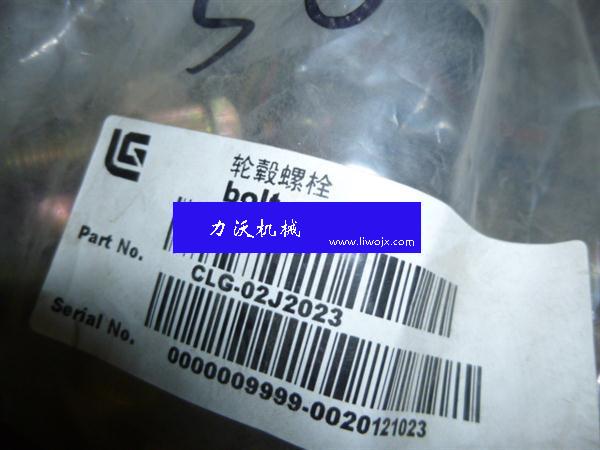 50
LG
轮毂螺栓
bolt
力沃机械
www.liwojx.com
Part No.
CLG-02J2023
Serial No.
0000009999-0020121023